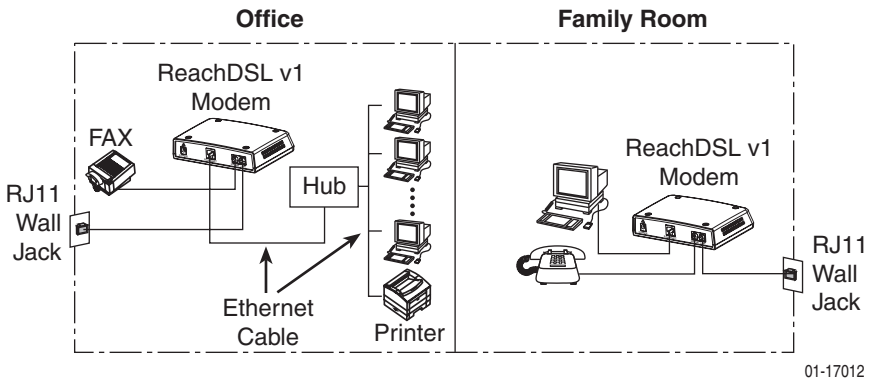 Office
Family Room
ReachDSL v1
Modem
FAX
RJ11
Wall
Jack
Hub
Ethernet
Cable
Printer
ReachDSL v1
Modem
RJ11
Wall
Jack
01-17012